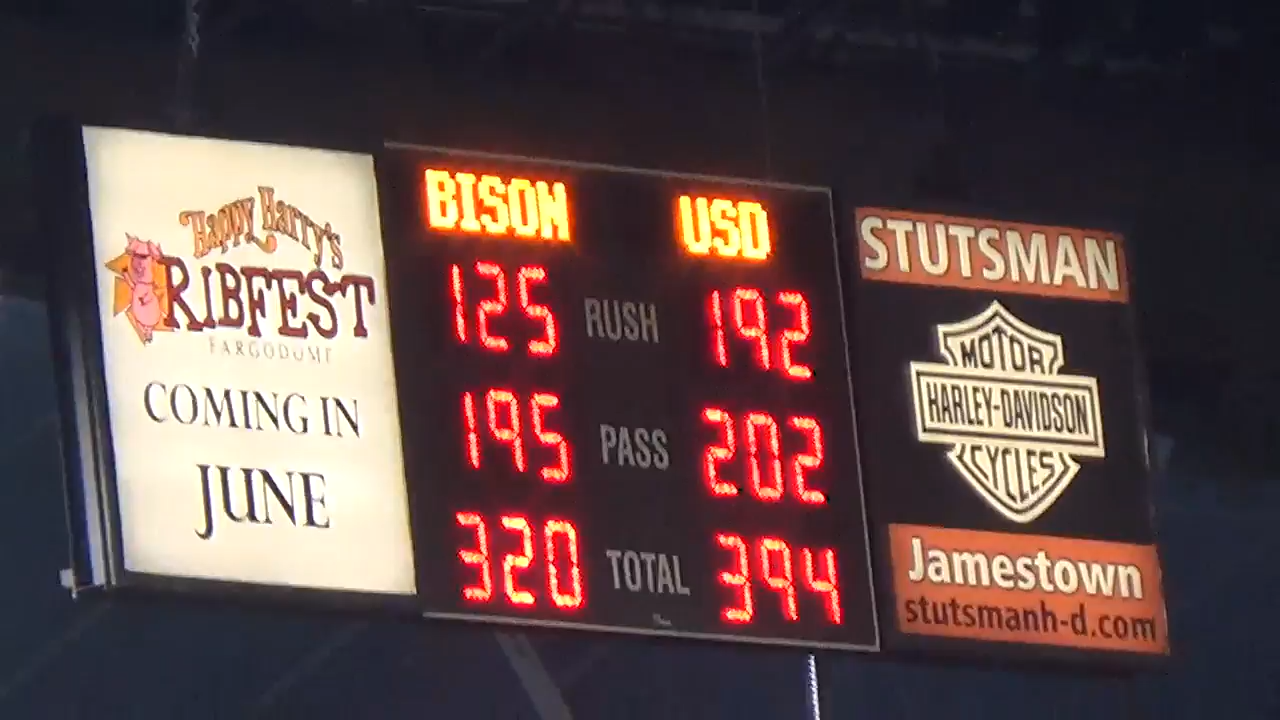 Happy Harry's
RIBFEST
FARGODOME
COMING IN
JUNE
BISON USD
125 RUSH 192
195 PASS 202
320 TOTAL 394
STUTSMAN
MOTOR
HARLEY-DAVIDSON
CYCLES
Jamestown
stutsmanh-d.com